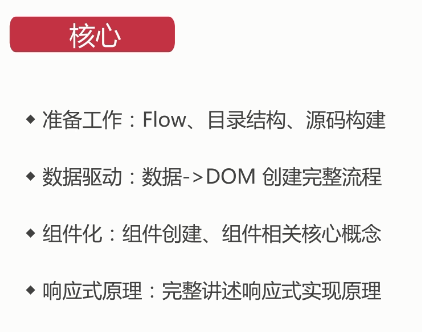 核心
准备工作：Flow、目录结构、源码构建
数据驱动：数据->DOM 创建完整流程
组件化：组件创建、组件相关核心概念
响应式原理：完整讲述响应式实现原理